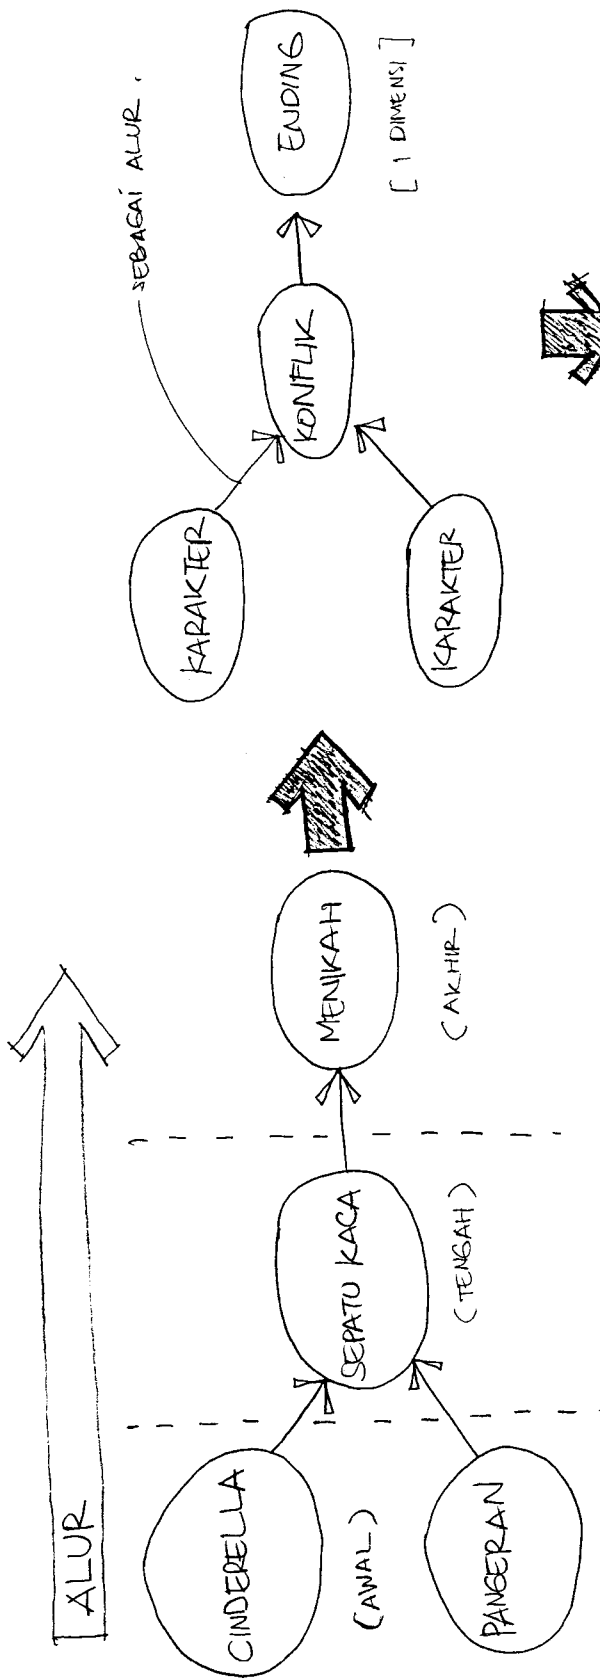 ALUR
CINDERELLA
(AWAL)
PANGERAN
SEPATU KACA
(TENGAH)
MENIKAH
(AKHIR)
KARAKTER
KARAKTER
SEBAGAI ALUR.
KONFLIK
ENDING
[1 DIMENSI]